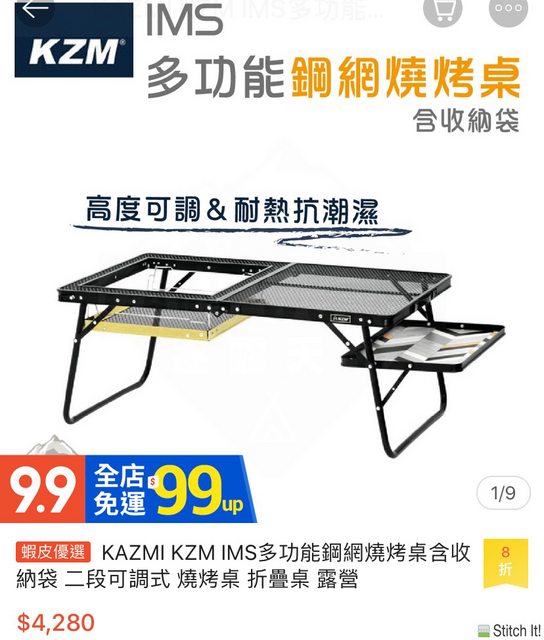 IMS
KZM®
多功能鋼網燒烤桌
含收納袋
高度可調＆耐熱抗潮濕
KZM
9.9
全店
免運
$99up
1/9
蝦皮優選 KAZMI KZM IMS多功能鋼網燒烤桌含收
納袋 二段可調式 燒烤桌 折疊桌 露營
8
折
$4,280
Stitch It!